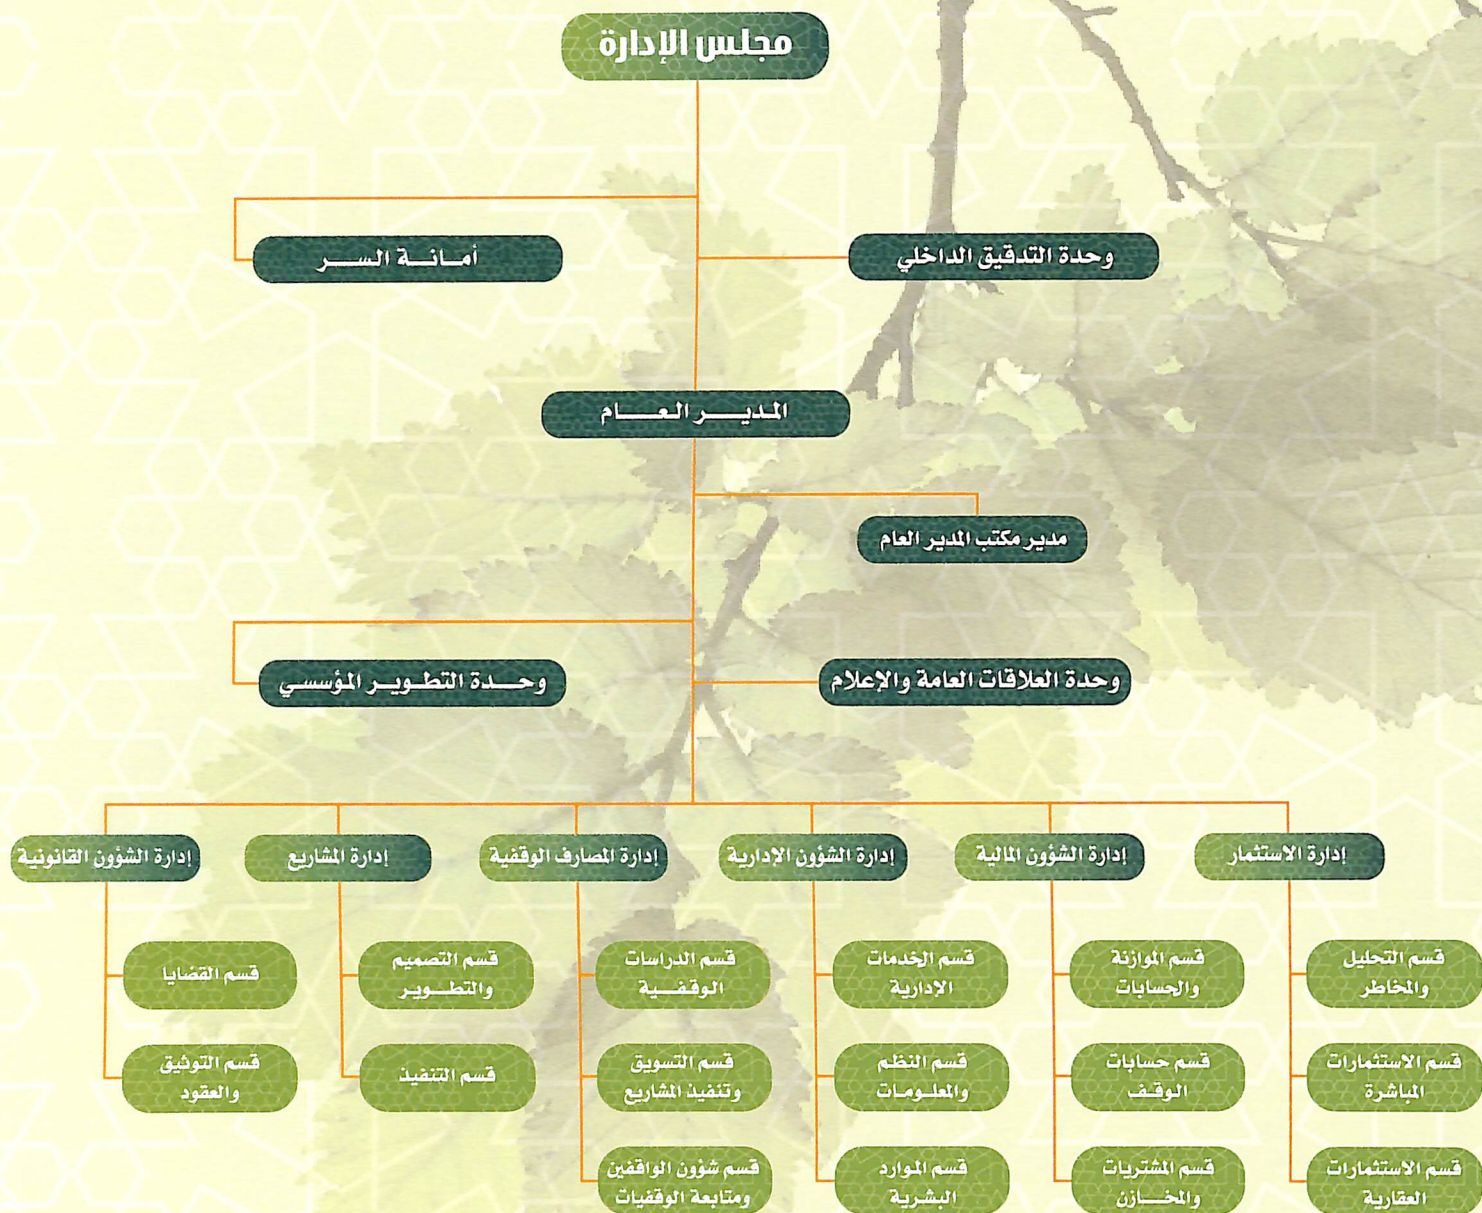 مجلس الإدارة
وحدة التدقيق الداخلي
أمانة السر
المدير العام
مدير مكتب المدير العام
وحدة العلاقات العامة والإعلام
وحدة التطوير المؤسسي
إدارة الاستثمار
إدارة الشؤون المالية
إدارة الشؤون الإدارية
إدارة المصارف الوقفية
إدارة المشاريع
إدارة الشؤون القانونية
قسم التحليل
والمخاطر
قسم الموازنة
والحسابات
قسم الخدمات
الإدارية
قسم الدراسات
الوقفية
قسم التصميم
والتطوير
قسم القضايا
قسم الاستثمارات
المباشرة
قسم حسابات
الوقف
قسم النظم
والمعلومات
قسم التسويق
وتنفيذ المشاريع
قسم التنفيذ
قسم التوثيق
والعقود
قسم الاستثمارات
العقارية
قسم المشتريات
والمخازن
قسم الموارد
البشرية
قسم شؤون الواقفين
ومتابعة الوقفيات